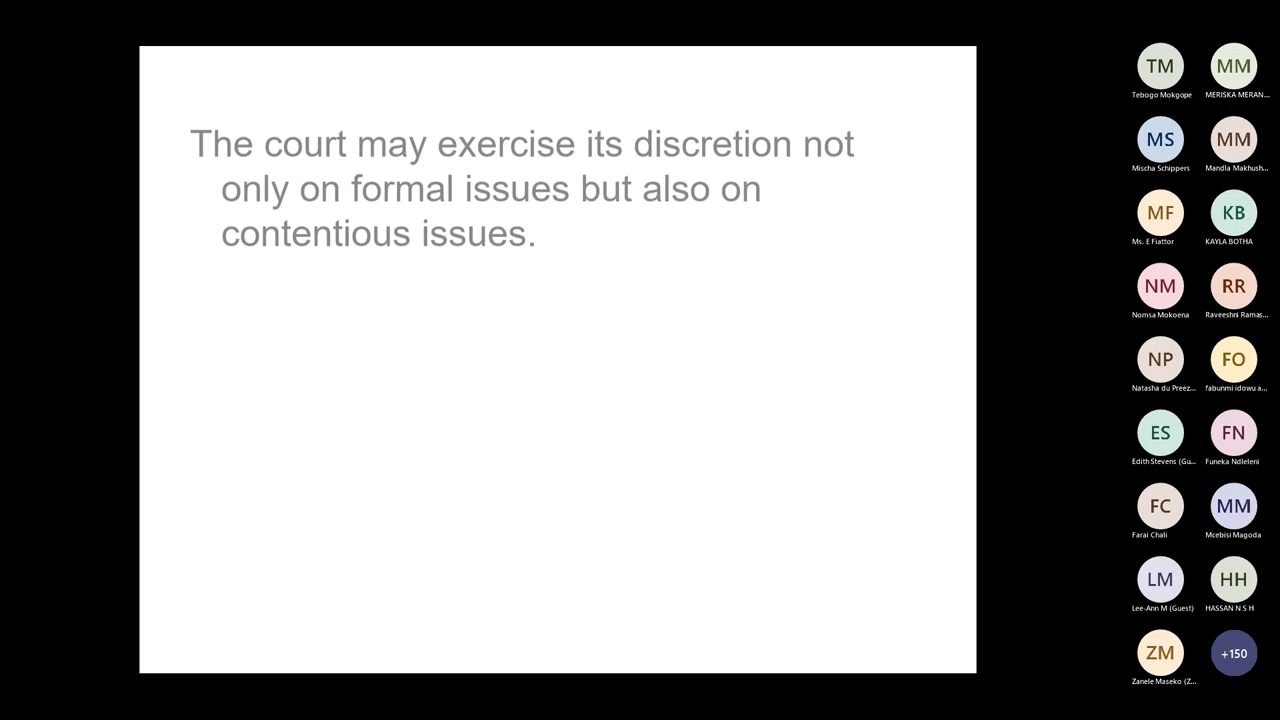 The court may exercise its discretion not
only on formal issues but also on
contentious issues.
TM
MM
Tebogo Mokgope
MERISKA MERAN...
MS
MM
Mischa Schippers
Mandla Makhush...
MF
KB
Ms. E Fiattor
KAYLA BOTHA
NM
RR
Nomsa Mokoena
Raveeshni Ramas...
NP
FO
Natasha du Preez...
fabunmi idowu a...
ES
FN
Edith Stevens (Gu...
Funeka Ndleleni
FC
MM
Farai Chali
Mcebisi Magoda
LM
HH
Lee-Ann M (Guest)
HASSAN N S H
ZM
+150
Zanele Maseko (Z...